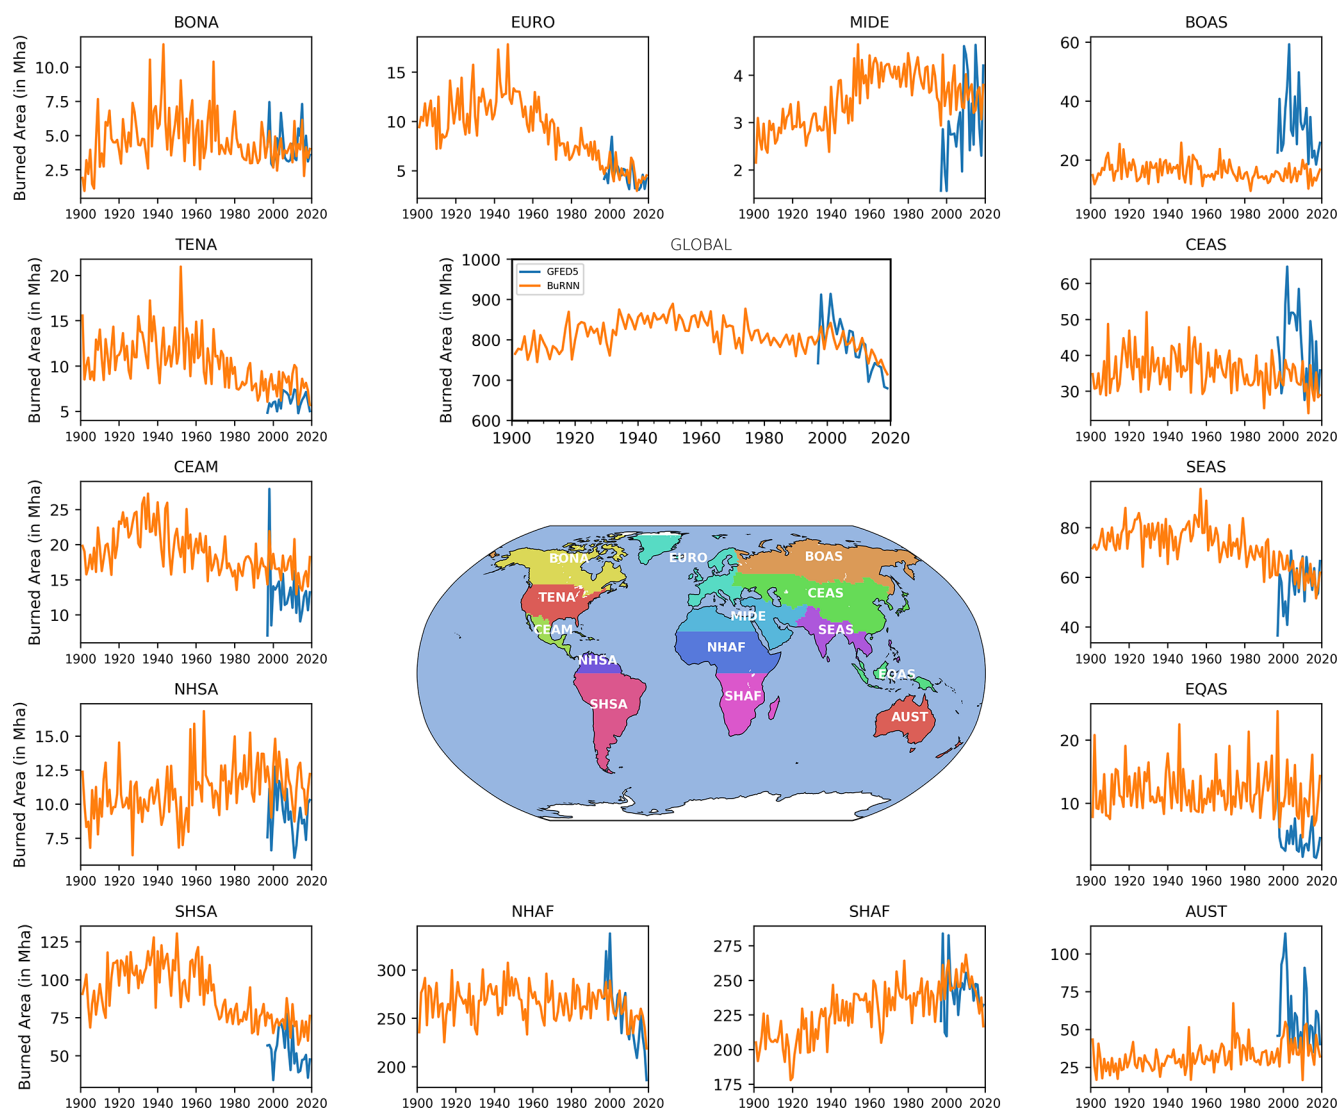 BONA
EURO
MIDE
BOAS
Burned Area (in Mha)
10.0
7.5
5.0
2.5
1900 1920 1940 1960 1980 2000 2020
15
10
5
1900 1920 1940 1960 1980 2000 2020
4
3
2
1900 1920 1940 1960 1980 2000 2020
60
40
20
1900 1920 1940 1960 1980 2000 2020
TENA
GLOBAL
CEAS
Burned Area (in Mha)
20
15
10
5
1900 1920 1940 1960 1980 2000 2020
Burned Area (in Mha)
1000
900
800
700
600
GFED5
BuRNN
1900 1920 1940 1960 1980 2000 2020
60
50
40
30
1900 1920 1940 1960 1980 2000 2020
CEAM
SEAS
Burned Area (in Mha)
25
20
15
10
1900 1920 1940 1960 1980 2000 2020
BONA
EURO
BOAS
TENA
CEAS
CEAM
MIDE
SEAS
NHAF
NHSA
EQAS
SHSA
SHAF
AUST
80
60
40
1900 1920 1940 1960 1980 2000 2020
NHSA
EQAS
Burned Area (in Mha)
15.0
12.5
10.0
7.5
1900 1920 1940 1960 1980 2000 2020
20
10
1900 1920 1940 1960 1980 2000 2020
SHSA
NHAF
SHAF
AUST
Burned Area (in Mha)
125
100
75
50
1900 1920 1940 1960 1980 2000 2020
300
250
200
1900 1920 1940 1960 1980 2000 2020
275
250
225
200
175
1900 1920 1940 1960 1980 2000 2020
100
75
50
25
1900 1920 1940 1960 1980 2000 2020